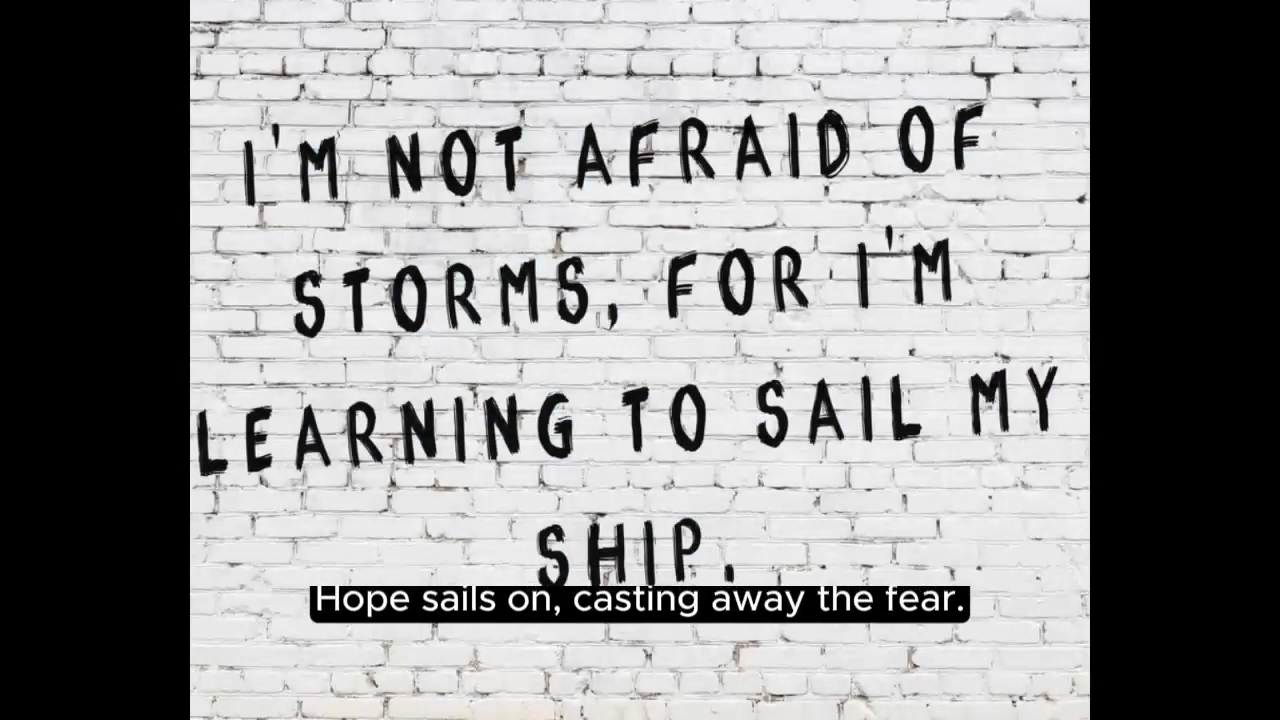 I'M NOT AFRAID OF
STORMS, FOR I'M
LEARNING TO SAIL MY
SHIP.
Hope sails on, casting away the fear.